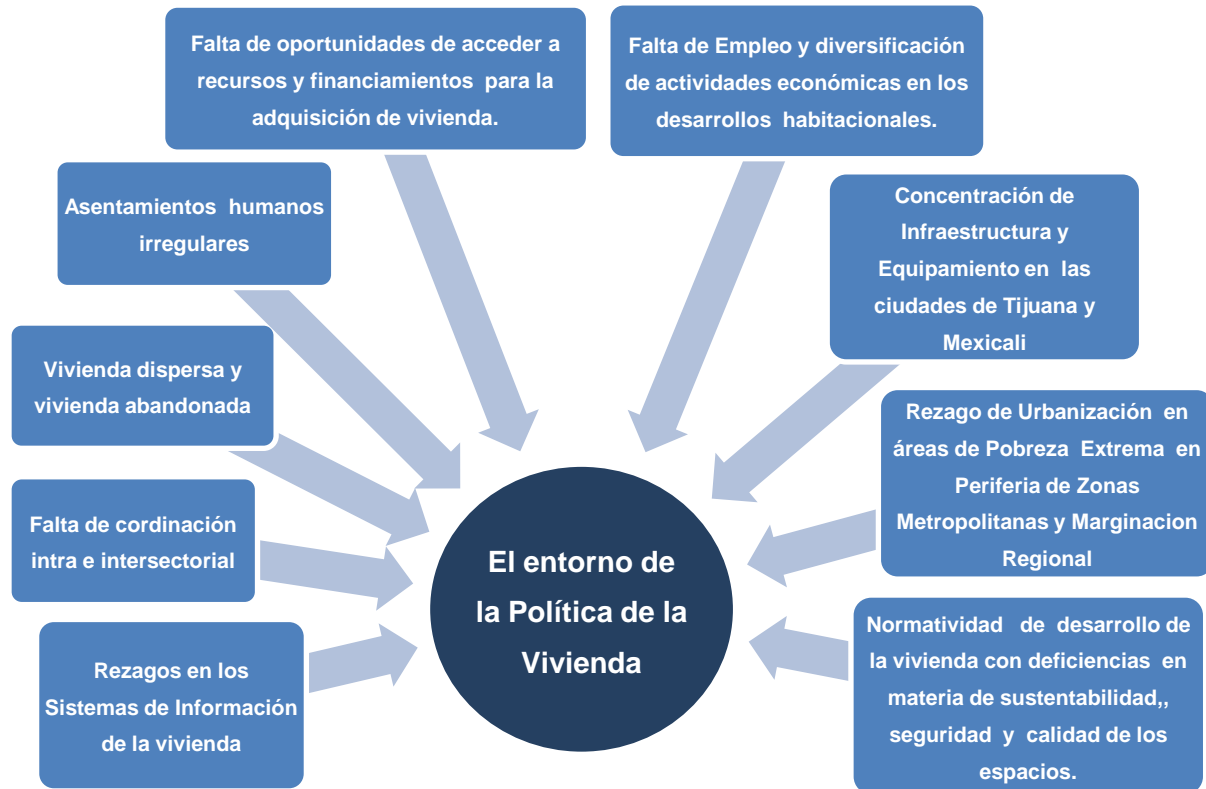 Falta de oportunidades de acceder a
recursos y financiamientos para la
adquisición de vivienda.
Falta de Empleo y diversificación
de actividades económicas en los
desarrollos habitacionales.
Asentamientos humanos
irregulares
Concentración de
Infraestructura y
Equipamiento en las
ciudades de Tijuana y
Mexicali
Vivienda dispersa y
vivienda abandonada
Rezago de Urbanización en
áreas de Pobreza Extrema en
Periferia de Zonas
Metropolitanas y Marginacion
Regional
Falta de cordinación
intra e intersectorial
El entorno de
la Política de la
Vivienda
Rezagos en los
Sistemas de Información
de la vivienda
Normatividad de desarrollo de
la vivienda con deficiencias en
materia de sustentabilidad,,
seguridad y calidad de los
espacios.